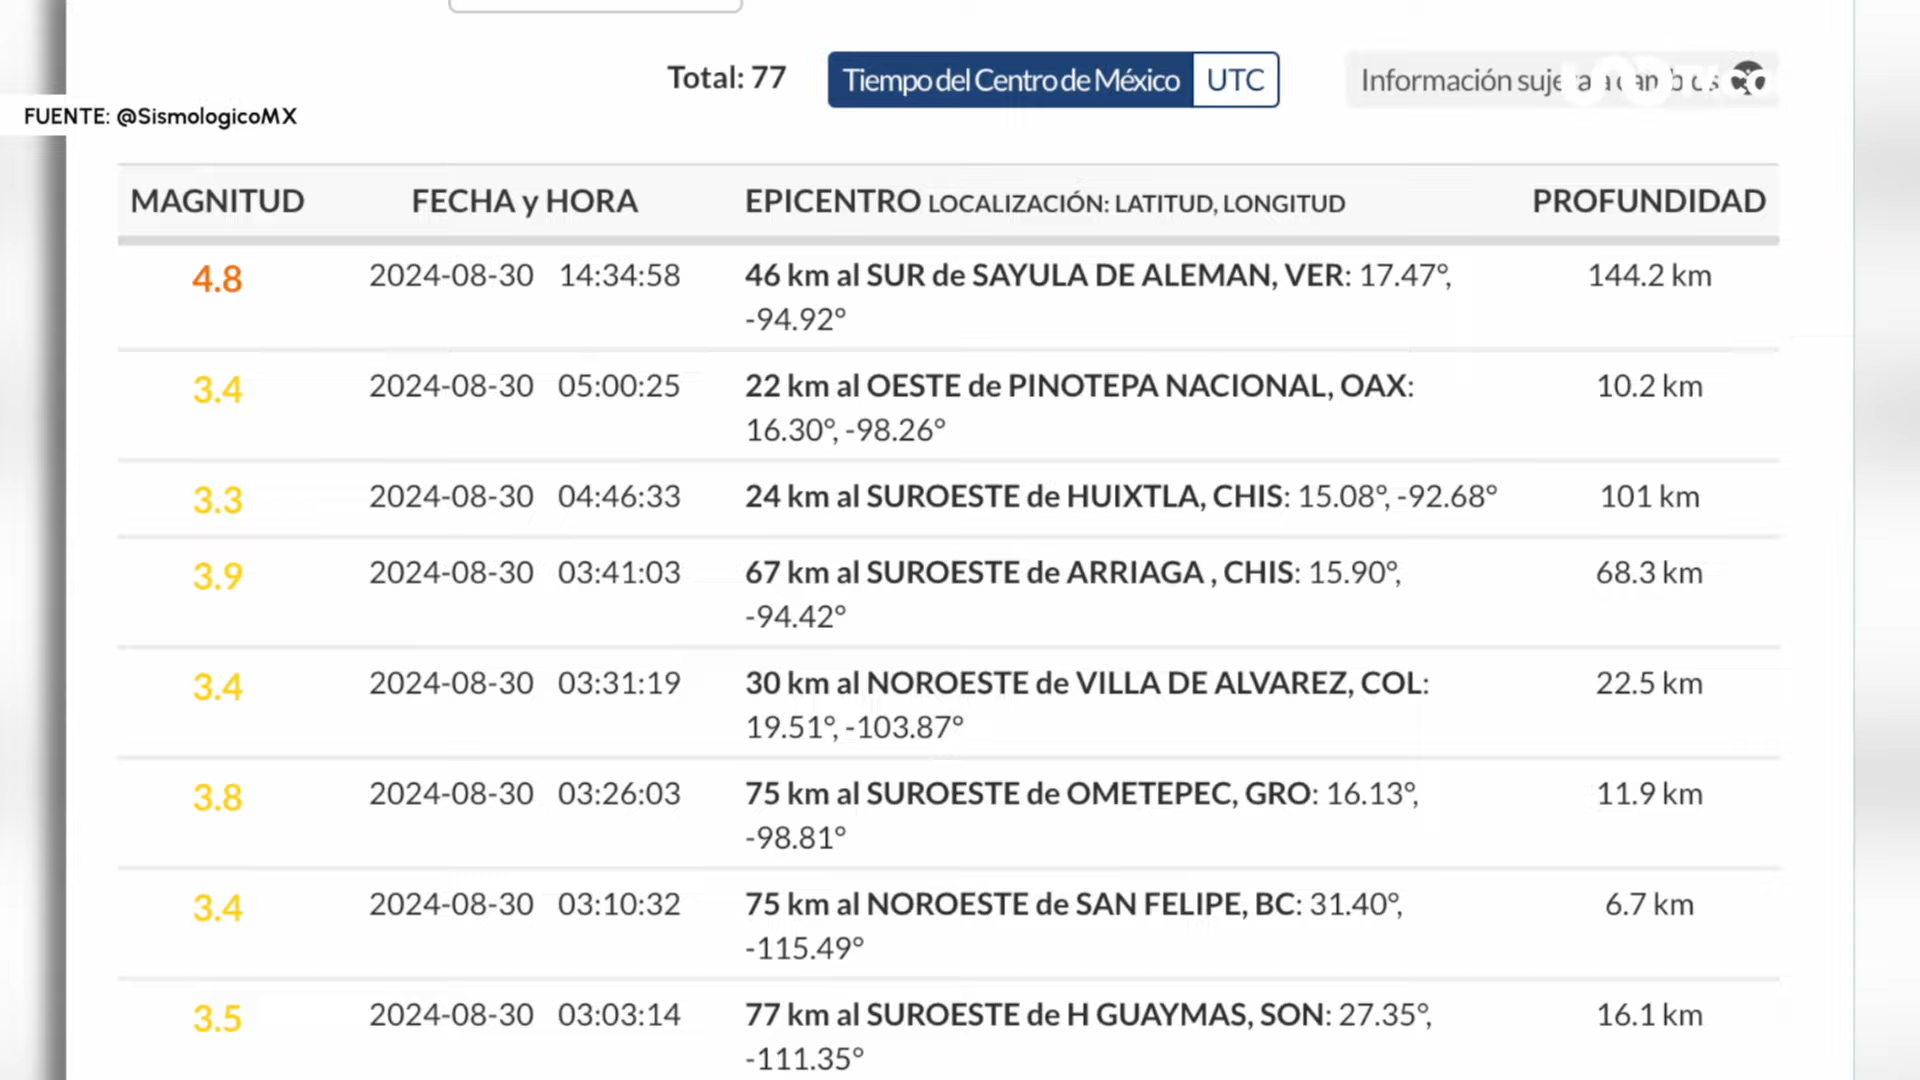 Total: 77
Tiempo del Centro de México
UTC
Información sujeta a cambios
FUENTE: @SismologicoMX
MAGNITUD FECHA y HORA EPICENTRO LOCALIZACIÓN: LATITUD, LONGITUD PROFUNDIDAD
4.8 2024-08-30 14:34:58 46 km al SUR de SAYULA DE ALEMAN, VER: 17.47°, 144.2 km
-94.92°
3.4 2024-08-30 05:00:25 22 km al OESTE de PINOTEPA NACIONAL, OAX: 10.2 km
16.30°, -98.26°
3.3 2024-08-30 04:46:33 24 km al SUROESTE de HUIXTLA, CHIS: 15.08°, -92.68° 101 km
3.9 2024-08-30 03:41:03 67 km al SUROESTE de ARRIAGA , CHIS: 15.90°, 68.3 km
-94.42°
3.4 2024-08-30 03:31:19 30 km al NOROESTE de VILLA DE ALVAREZ, COL: 22.5 km
19.51°, -103.87°
3.8 2024-08-30 03:26:03 75 km al SUROESTE de OMETEPEC, GRO: 16.13°, 11.9 km
-98.81°
3.4 2024-08-30 03:10:32 75 km al NOROESTE de SAN FELIPE, BC: 31.40°, 6.7 km
-115.49°
3.5 2024-08-30 03:03:14 77 km al SUROESTE de H GUAYMAS, SON: 27.35°, 16.1 km
-111.35°